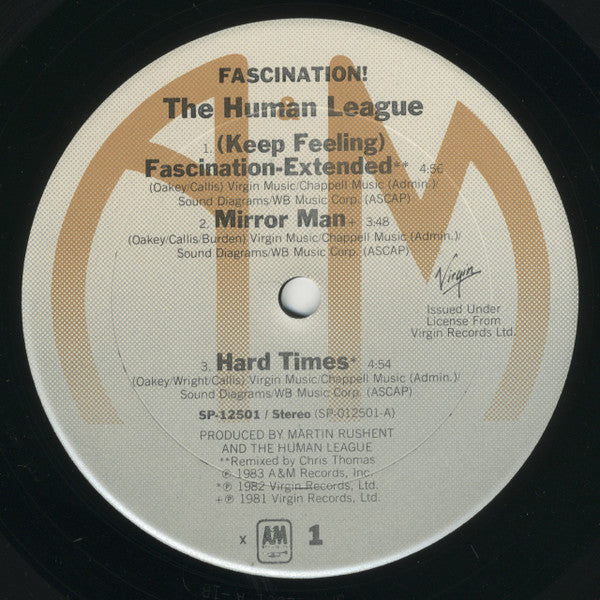 FASCINATION!
The Human League
1. (Keep Feeling)
Fascination-Extended** 4:56
(Oakey/Callis) Virgin Music/Chappell Music (Admin.)/
Sound Diagrams/WB Music Corp. (ASCAP)
2. Mirror Man+ 3:48
(Oakey/Callis/Burden) Virgin Music/Chappell Music (Admin.)/
Sound Diagrams/WB Music Corp. (ASCAP)
Virgin
Issued Under
License From
Virgin Records Ltd.
3. Hard Times* 4:54
(Oakey/Wright/Callis) Virgin Music/Chappell Music (Admin.)/
Sound Diagrams/WB Music Corp. (ASCAP)
SP-12501 / Stereo (SP-012501-A)
PRODUCED BY MARTIN RUSHENT
AND THE HUMAN LEAGUE
**Remixed by Chris Thomas
℗ 1983 A&M Records, Inc.
*℗ 1982 Virgin Records, Ltd.
+℗ 1981 Virgin Records, Ltd.
x AM 1